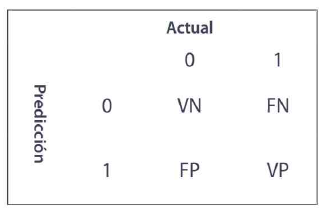 Actual
0 1
Predicción
0 VN FN
1 FP VP